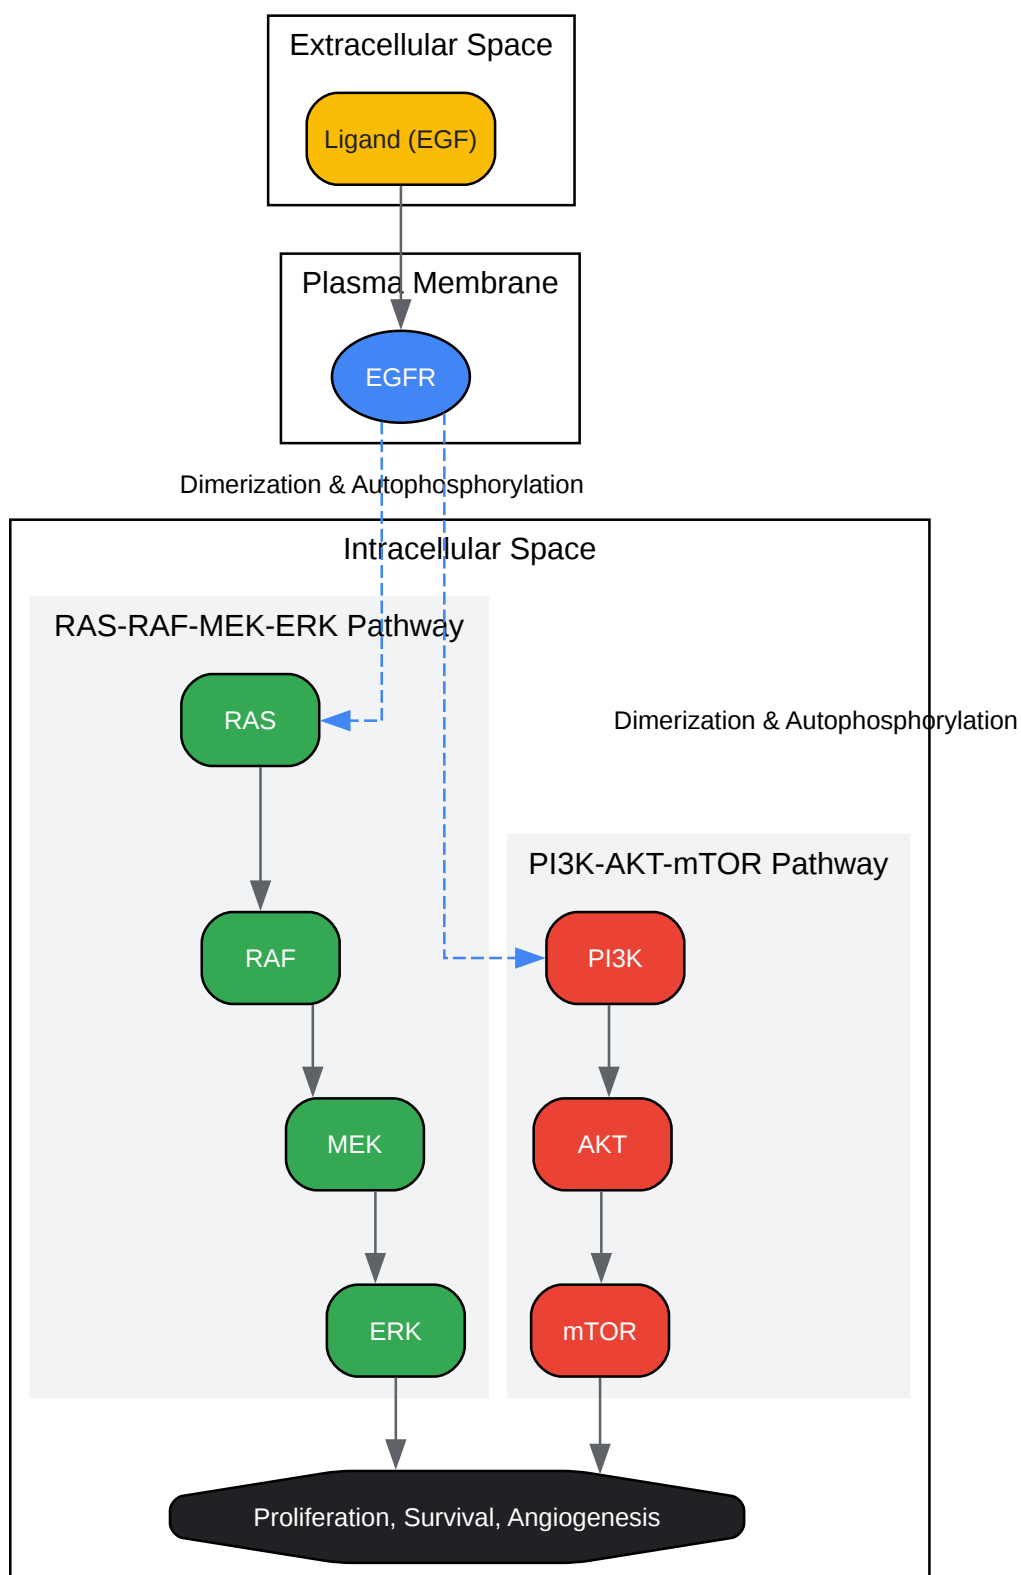 Extracellular Space
Ligand (EGF)
Plasma Membrane
EGFR
Dimerization & Autophosphorylation
Intracellular Space
RAS-RAF-MEK-ERK Pathway
RAS
Dimerization & Autophosphorylation
PI3K-AKT-mTOR Pathway
RAF
PI3K
MEK
AKT
ERK
mTOR
Proliferation, Survival, Angiogenesis